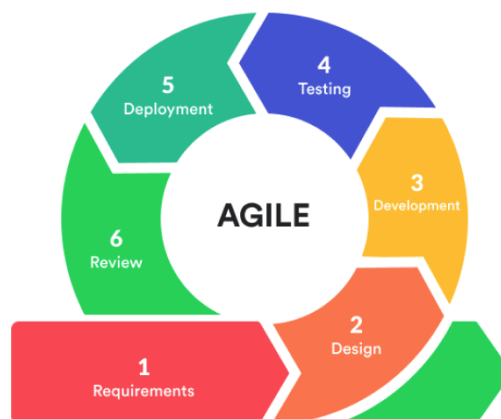 5
Deployment
4
Testing
3
Development
AGILE
6
Review
2
Design
1
Requirements